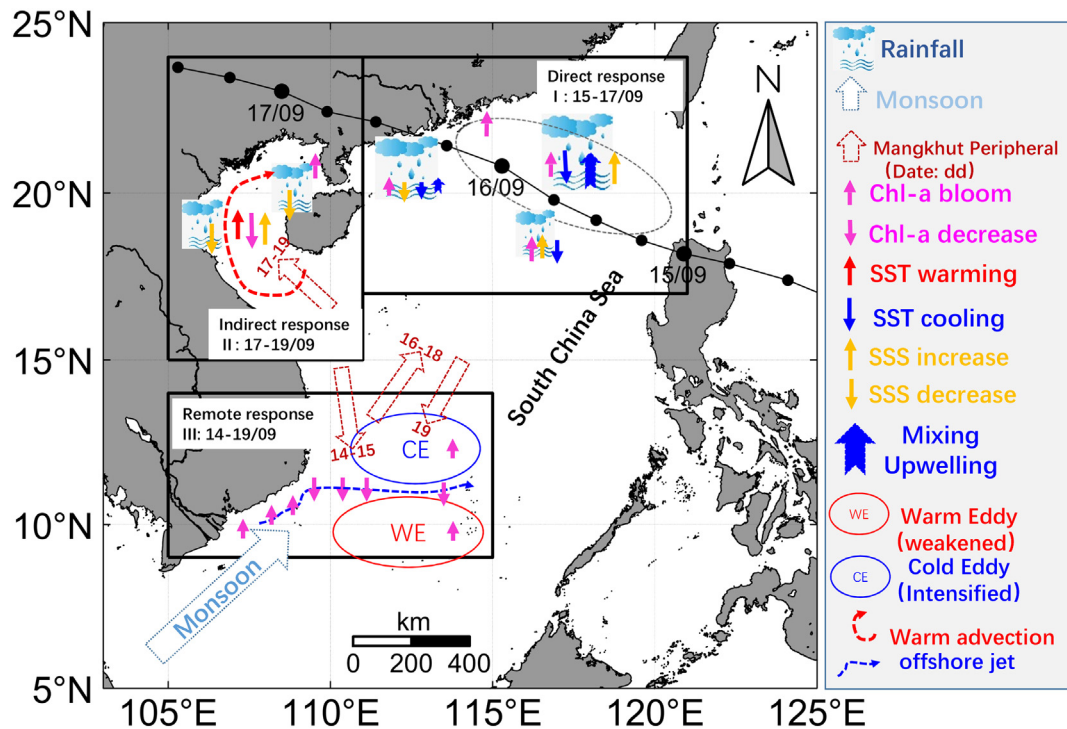 25°N
20°N
15°N
10°N
5°N
105°E
110°E
115°E
120°E
125°E
Direct response
I : 15-17/09
N
17/09
16/09
15/09
17-19
Indirect response
II : 17-19/09
South China Sea
16-18
Remote response
III: 14-19/09
19
14-15
CE
WE
Monsoon
km
0 200 400
Rainfall
Monsoon
Mangkhut Peripheral
(Date: dd)
Chl-a bloom
Chl-a decrease
SST warming
SST cooling
SSS increase
SSS decrease
Mixing
Upwelling
WE
Warm Eddy
(weakened)
CE
Cold Eddy
(Intensified)
Warm advection
offshore jet